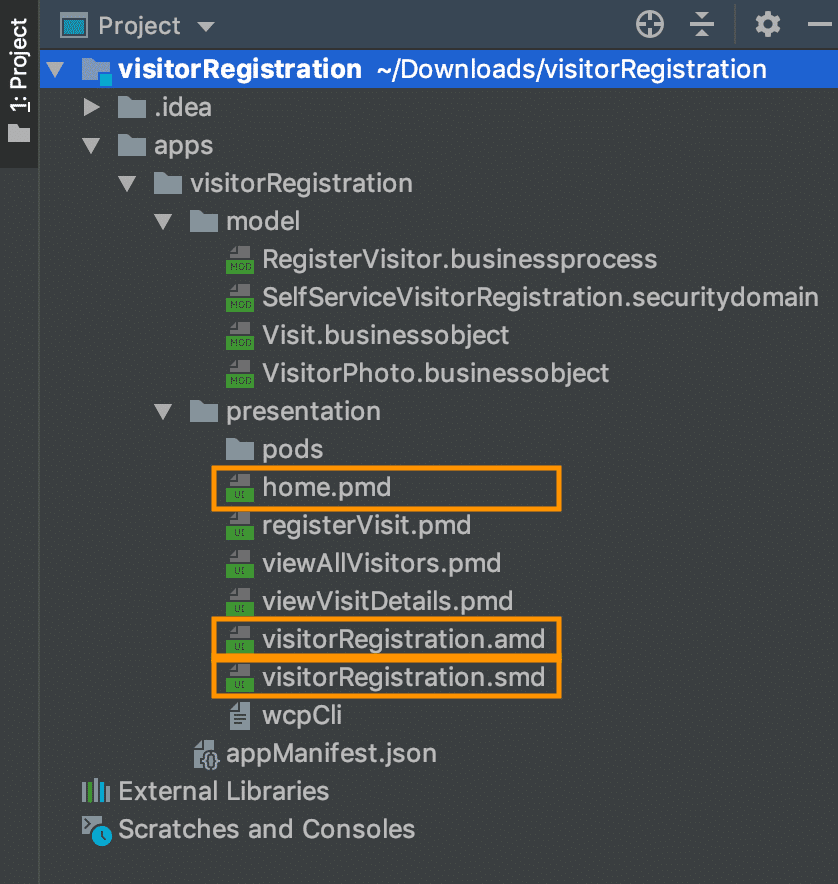 1: Project
Project
visitorRegistration ~/Downloads/visitorRegistration
.idea
apps
visitorRegistration
model
MOD RegisterVisitor.businessprocess
MOD SelfServiceVisitorRegistration.securitydomain
MOD Visit.businessobject
MOD VisitorPhoto.businessobject
presentation
pods
UI home.pmd
UI registerVisit.pmd
UI viewAllVisitors.pmd
UI viewVisitDetails.pmd
UI visitorRegistration.amd
UI visitorRegistration.smd
wcpCli
appManifest.json
External Libraries
Scratches and Consoles